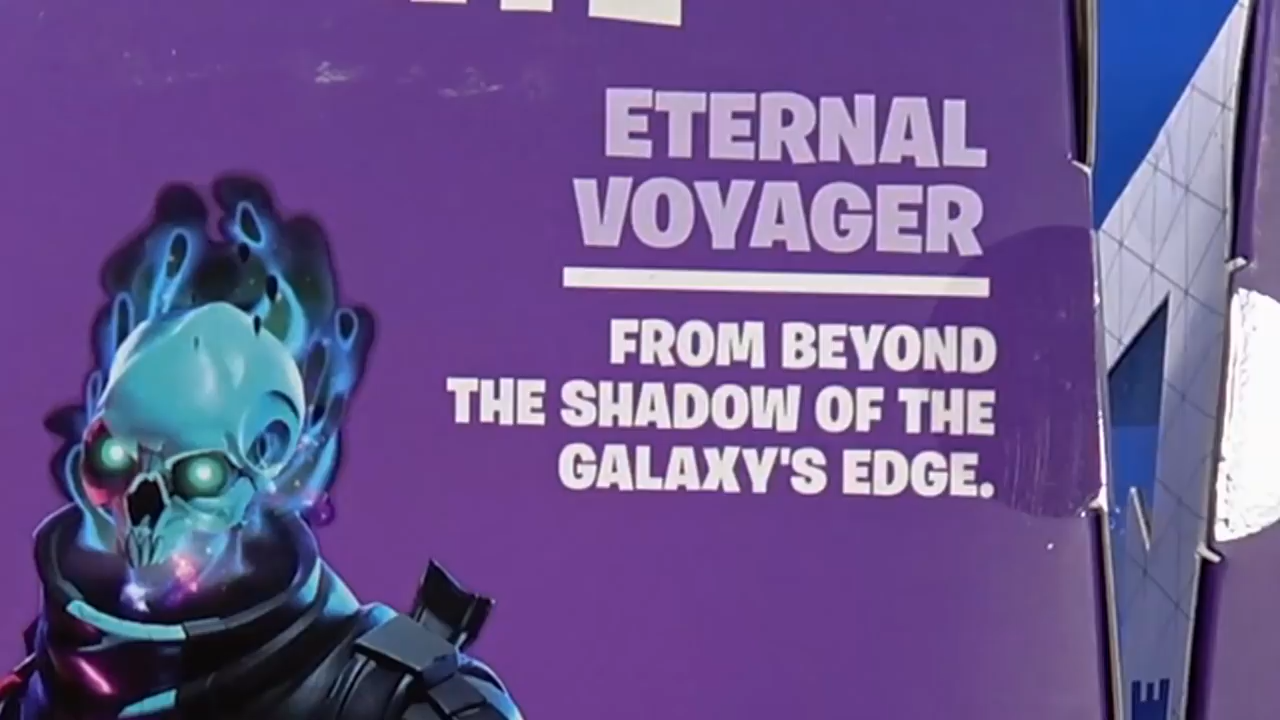 ETERNAL
VOYAGER
FROM BEYOND
THE SHADOW OF THE
GALAXY'S EDGE.